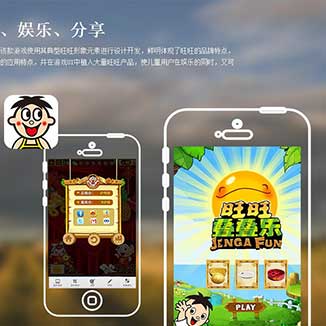 、娱乐、分享
该款游戏使用其典型旺旺形象元素进行设计开发，鲜明体现了旺旺的品牌特点，
的应用特点，并在游戏UI中植入大量旺旺产品，使儿童用户在娱乐的同时，又可
旺旺
叠叠乐
JENGA FUN
PLAY